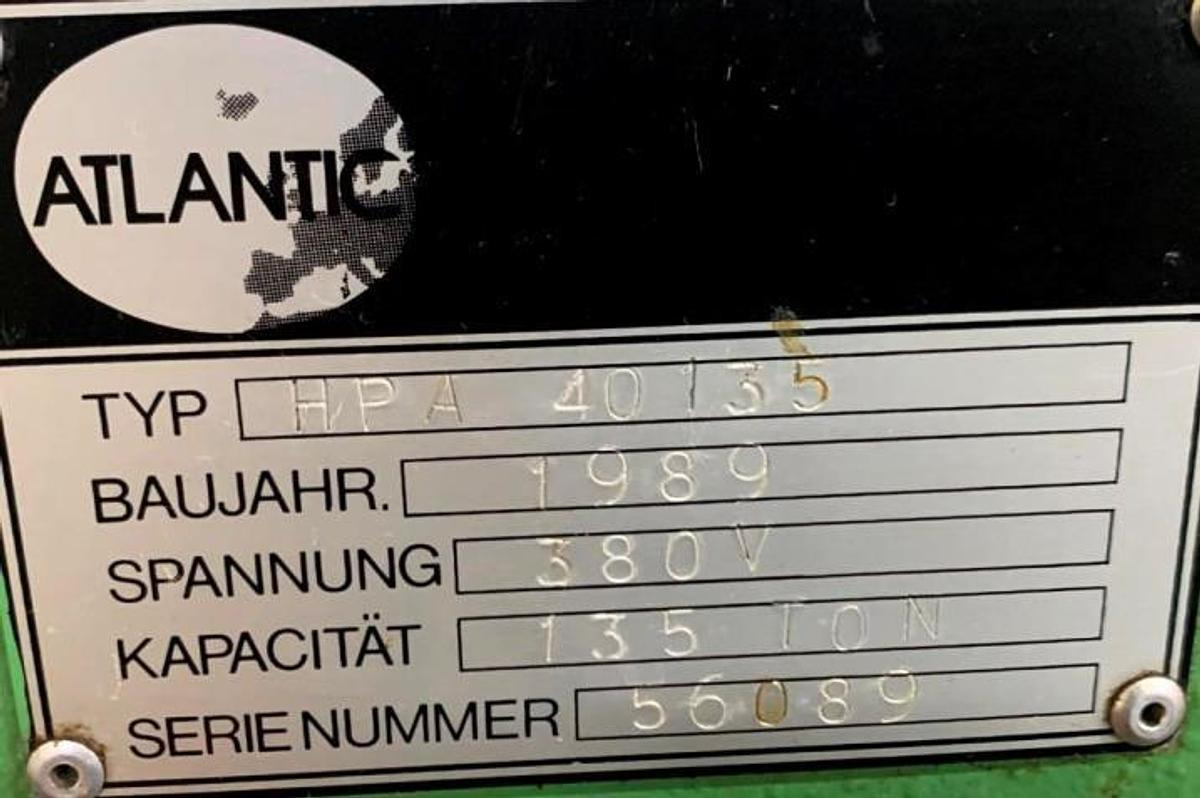 ATLANTIC
TYP HPA 40135
BAUJAHR. 1989
SPANNUNG 380V
KAPACITÄT 135 TON
SERIE NUMMER 56089